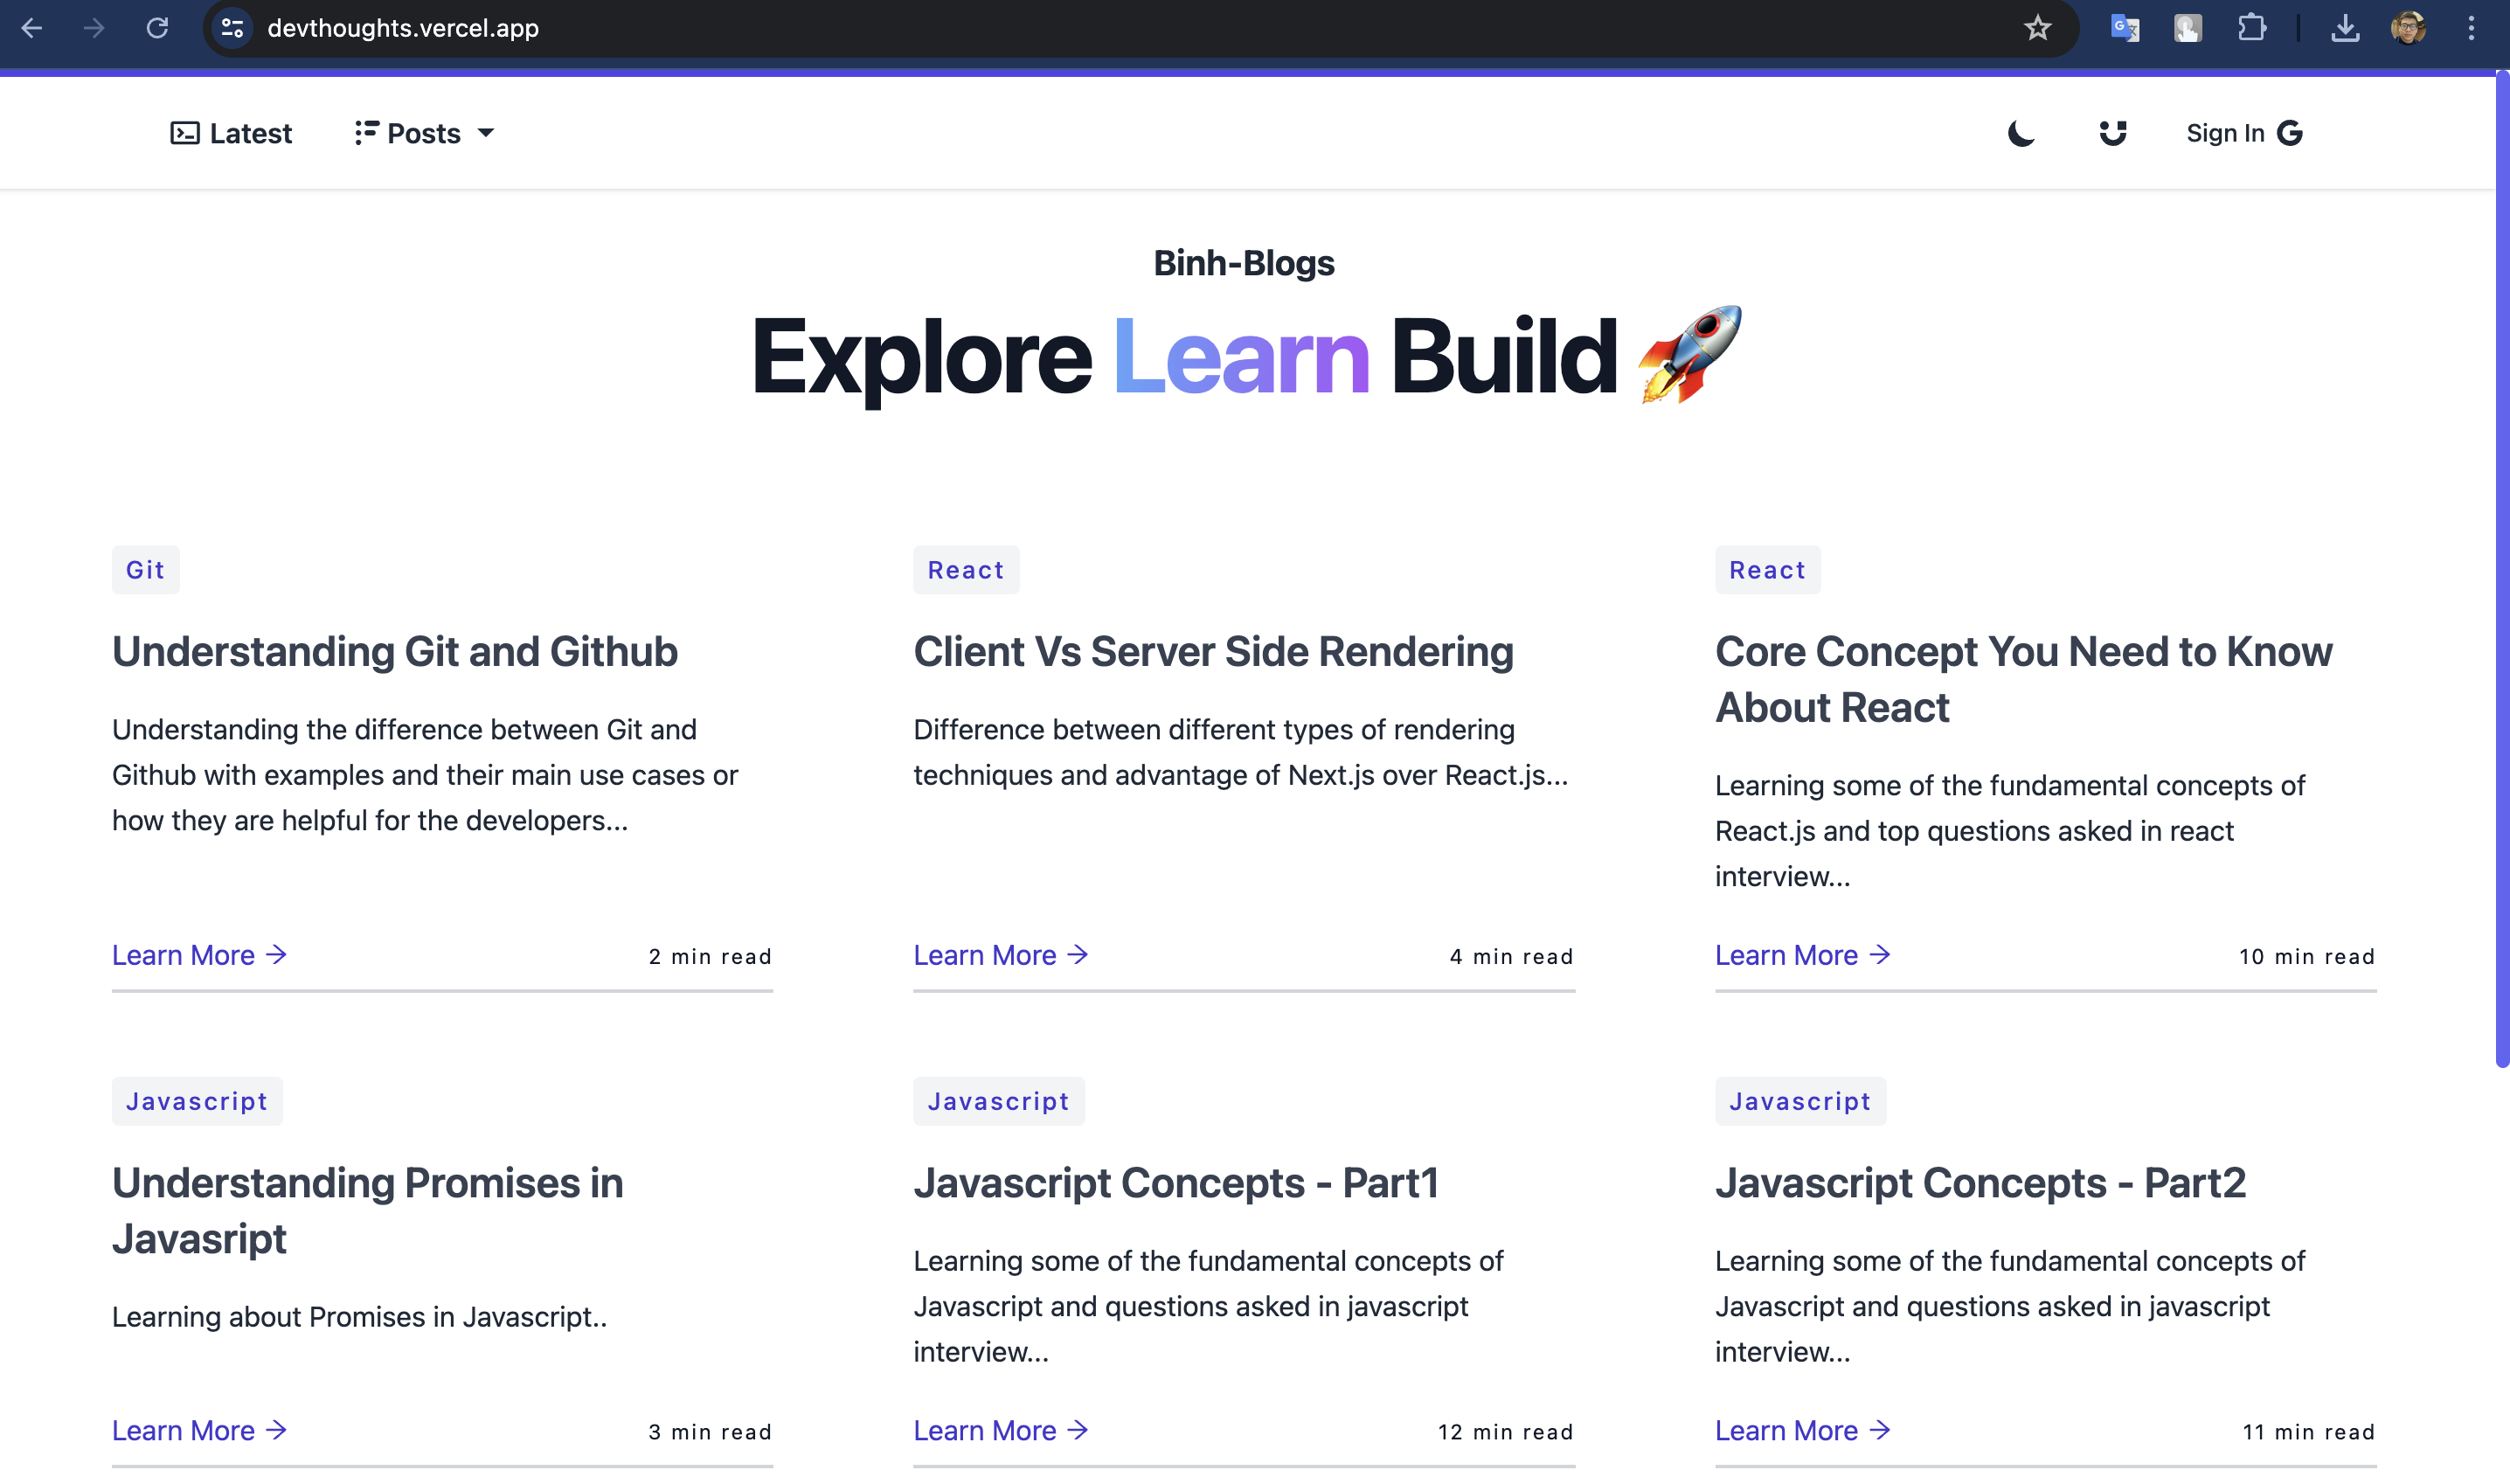 devthoughts.vercel.app
Latest
Posts
Sign In
Binh-Blogs
Explore Learn Build 🚀
Git
Understanding Git and Github
Understanding the difference between Git and
Github with examples and their main use cases or
how they are helpful for the developers...
Learn More →
2 min read
React
Client Vs Server Side Rendering
Difference between different types of rendering
techniques and advantage of Next.js over React.js...
Learn More →
4 min read
React
Core Concept You Need to Know
About React
Learning some of the fundamental concepts of
React.js and top questions asked in react
interview...
Learn More →
10 min read
Javascript
Understanding Promises in
Javasript
Learning about Promises in Javascript..
Learn More →
3 min read
Javascript
Javascript Concepts - Part1
Learning some of the fundamental concepts of
Javascript and questions asked in javascript
interview...
Learn More →
12 min read
Javascript
Javascript Concepts - Part2
Learning some of the fundamental concepts of
Javascript and questions asked in javascript
interview...
Learn More →
11 min read